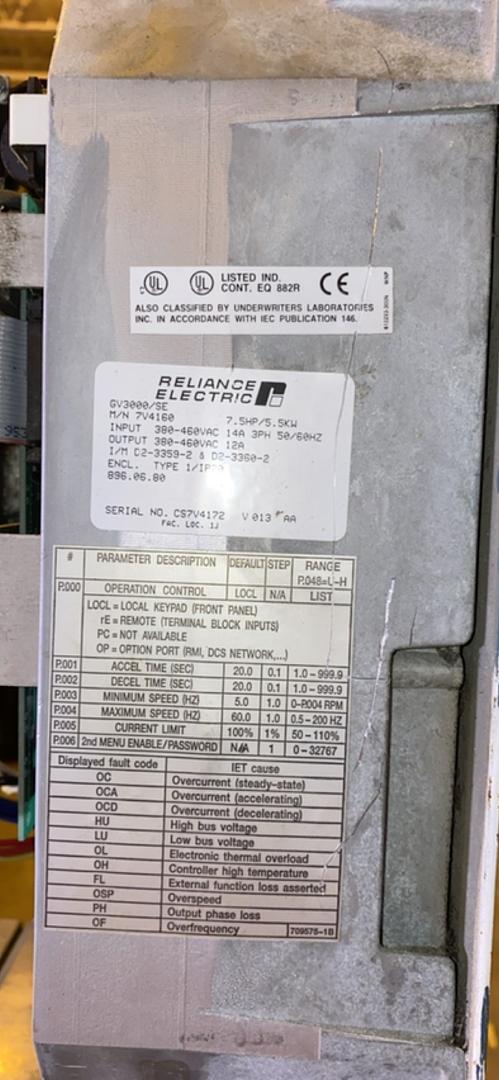 UL UL LISTED IND.
CONT. EQ 882R CE
ALSO CLASSIFIED BY UNDERWRITERS LABORATORIES
INC. IN ACCORDANCE WITH IEC PUBLICATION 146.
RELIANCE
ELECTRIC
GV3000/SE
M/N 7V4160 7.5HP/5.5KW
INPUT 380-460VAC 14A 3PH 50/60HZ
OUTPUT 380-460VAC 12A
I/M D2-3359-2 & D2-3360-2
ENCL. TYPE 1/IP20
896.06.80
SERIAL NO. CS7V4172 V 013 AA
FAC. LOC. 1J
# PARAMETER DESCRIPTION DEFAULT STEP RANGE
P.048=U-H
P.000 OPERATION CONTROL LOCL N/A LIST
LOCL = LOCAL KEYPAD (FRONT PANEL)
rE = REMOTE (TERMINAL BLOCK INPUTS)
PC = NOT AVAILABLE
OP = OPTION PORT (RMI, DCS NETWORK,...)
P.001 ACCEL TIME (SEC) 20.0 0.1 1.0-999.9
P.002 DECEL TIME (SEC) 20.0 0.1 1.0-999.9
P.003 MINIMUM SPEED (HZ) 5.0 1.0 0-P.004 RPM
P.004 MAXIMUM SPEED (HZ) 60.0 1.0 0.5-200 HZ
P.005 CURRENT LIMIT 100% 1% 50-110%
P.006 2nd MENU ENABLE/PASSWORD N/A 1 0-32767
Displayed fault code IET cause
OC Overcurrent (steady-state)
OCA Overcurrent (accelerating)
OCD Overcurrent (decelerating)
HU High bus voltage
LU Low bus voltage
OL Electronic thermal overload
OH Controller high temperature
FL External function loss asserted
OSP Overspeed
PH Output phase loss
OF Overfrequency 709575-1B
953